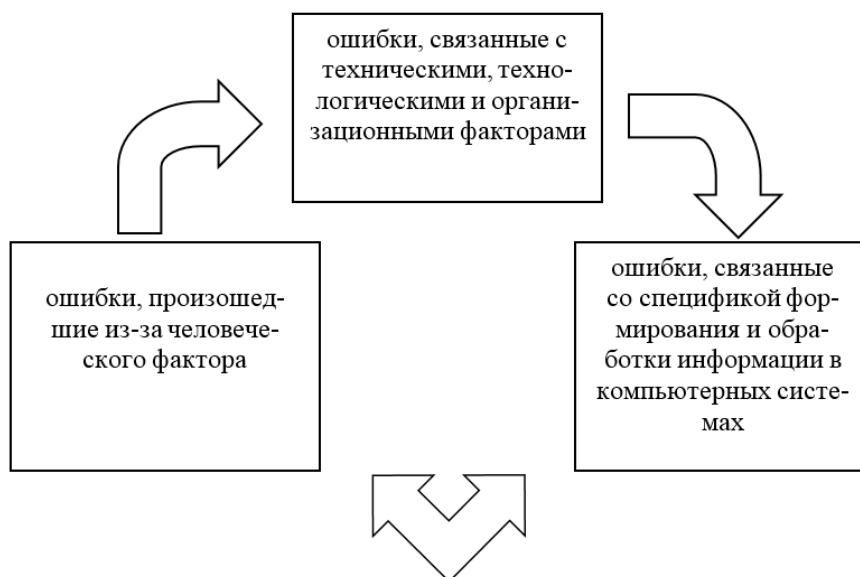 ошибки, связанные с
техническими, техно-
логическими и органи-
зационными факторами
ошибки, произошед-
шие из-за человече-
ского фактора
ошибки, связанные
со спецификой фор-
мирования и обра-
ботки информации в
компьютерных систе-
мах